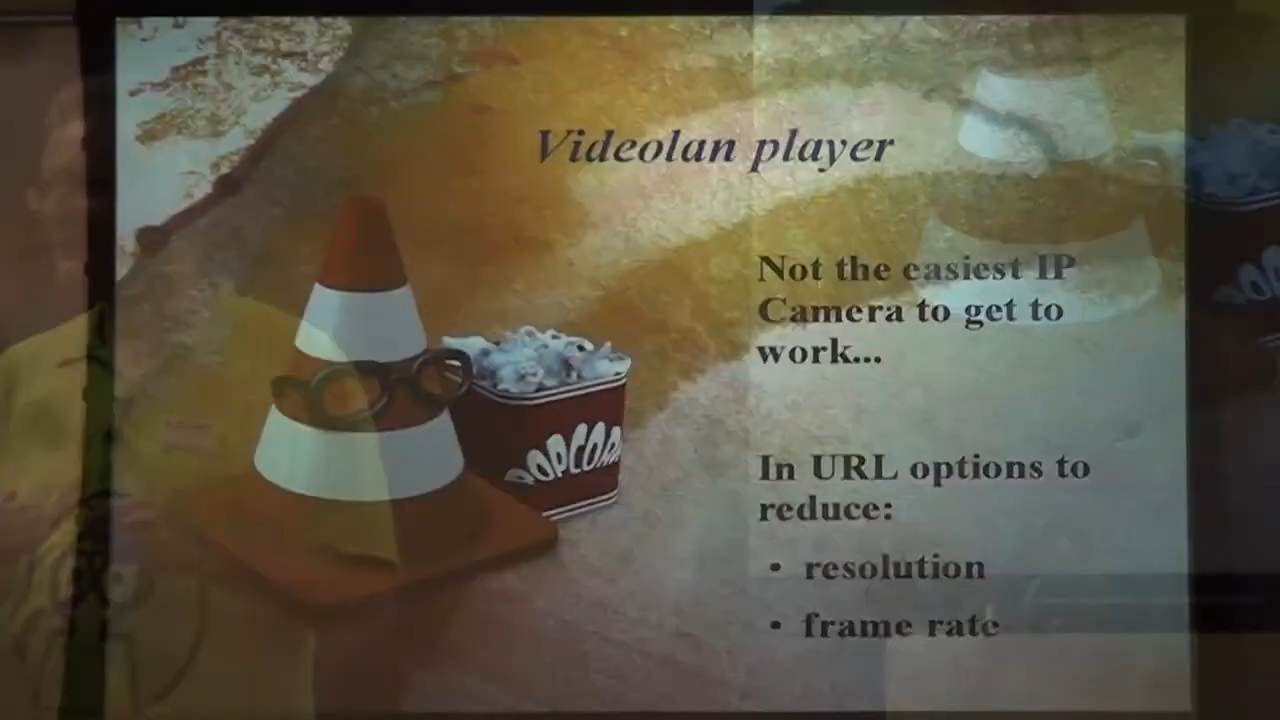 Videolan player
Not the easiest IP
Camera to get to
work...
POPCORN
In URL options to
reduce:
• resolution
• frame rate